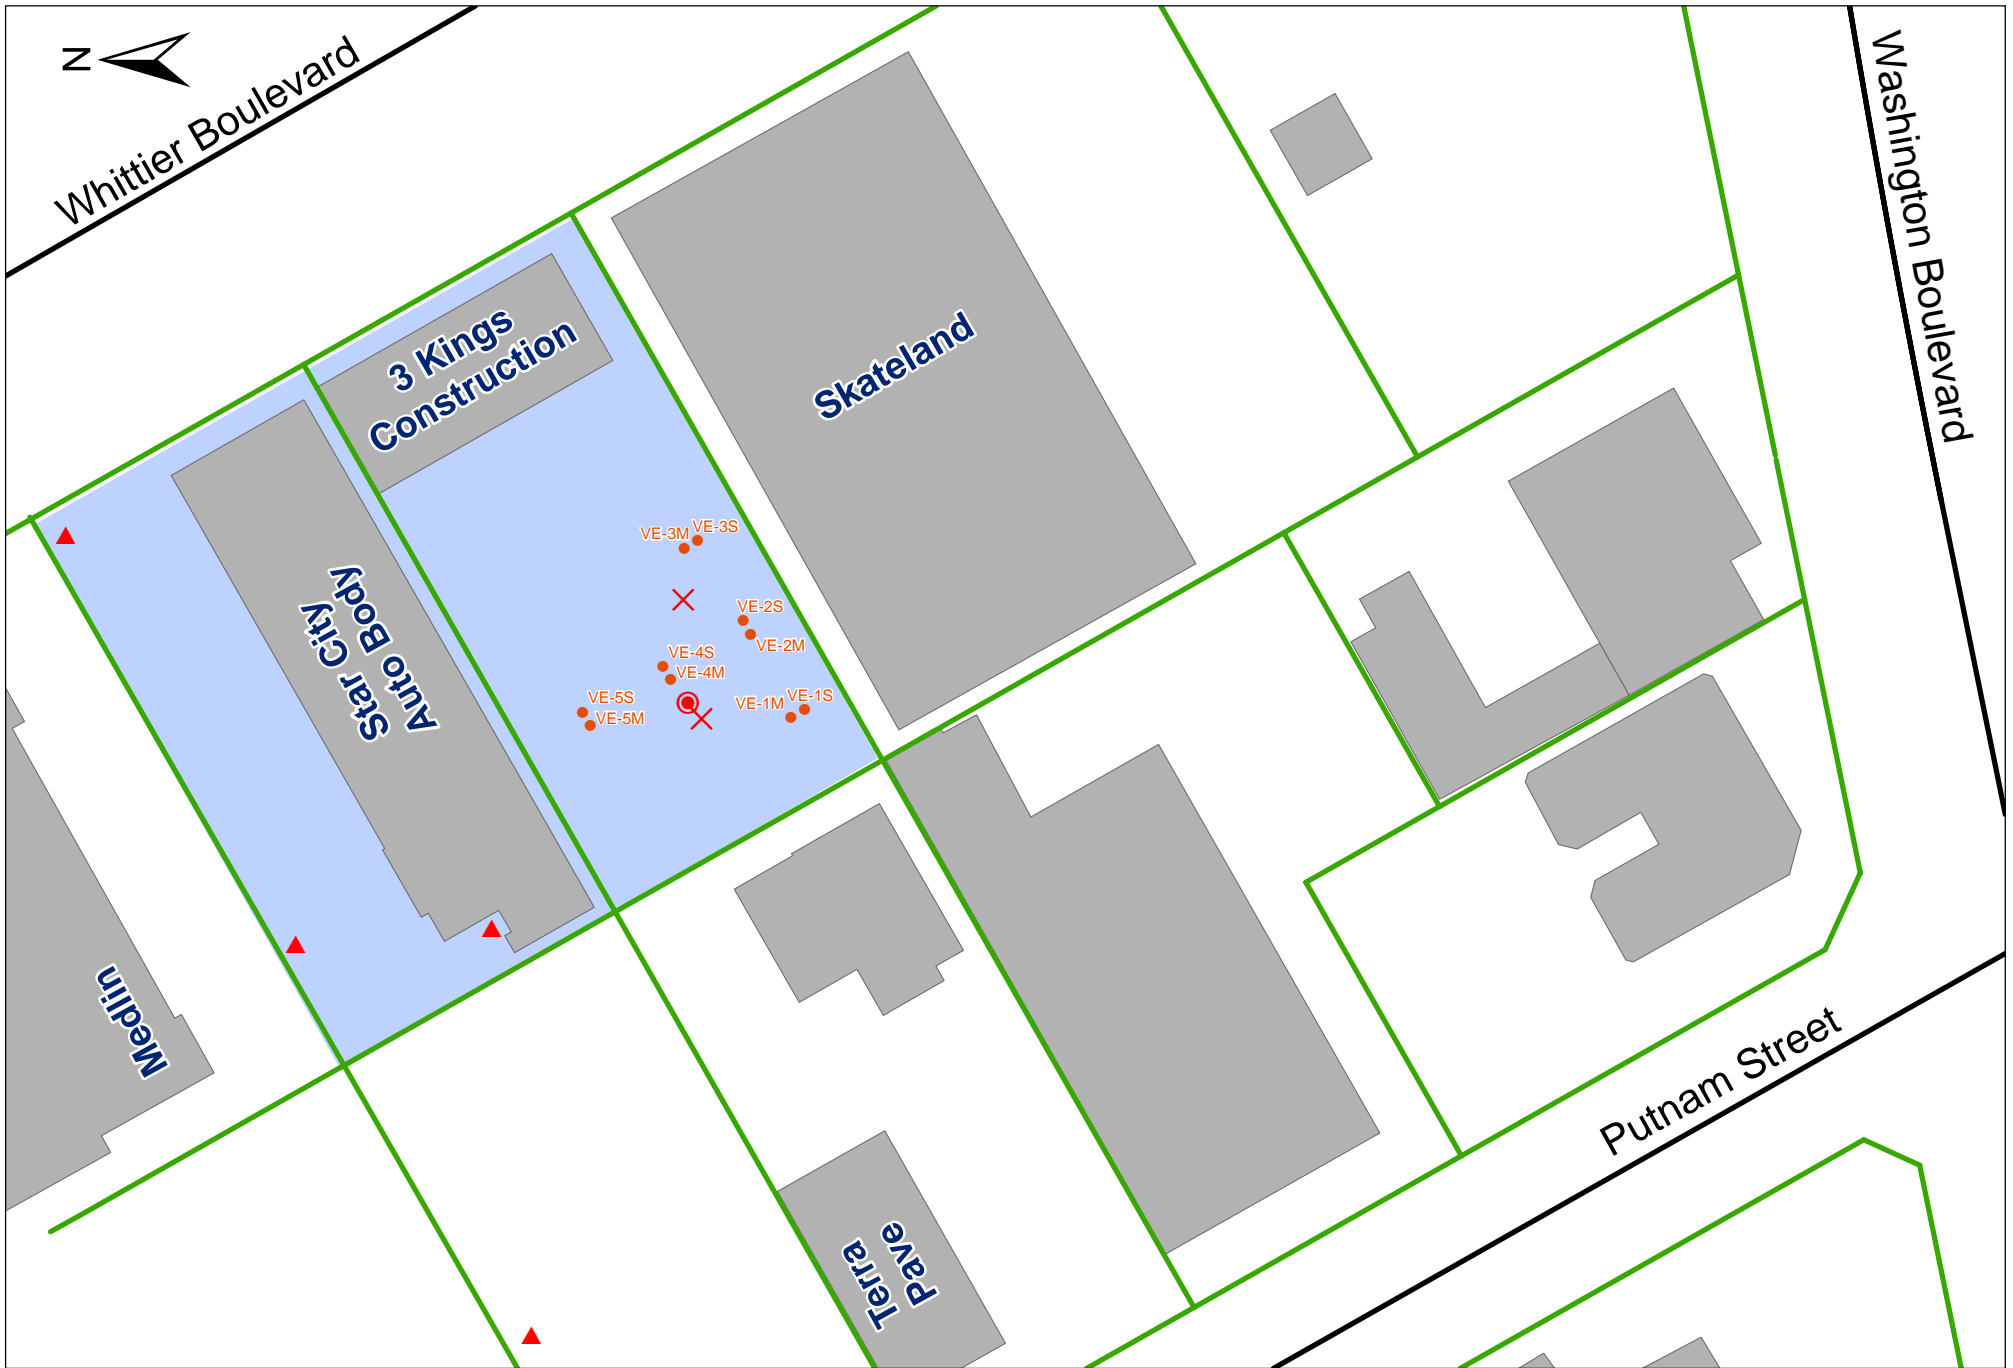 N
Whittier Boulevard
Washington Boulevard
3 Kings
Construction
Skateland
Star City
Auto Body
VE-3M
VE-3S
VE-2S
VE-2M
VE-4S
VE-4M
VE-5S
VE-5M
VE-1M
VE-1S
Medlin
Terra
Pave
Putnam Street